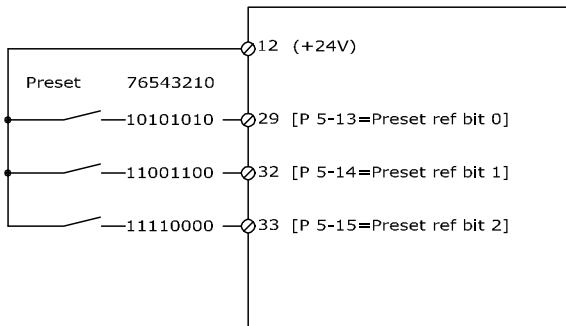 12 (+24V)
Preset 76543210
10101010 29 [P 5-13=Preset ref bit 0]
11001100 32 [P 5-14=Preset ref bit 1]
11110000 33 [P 5-15=Preset ref bit 2]